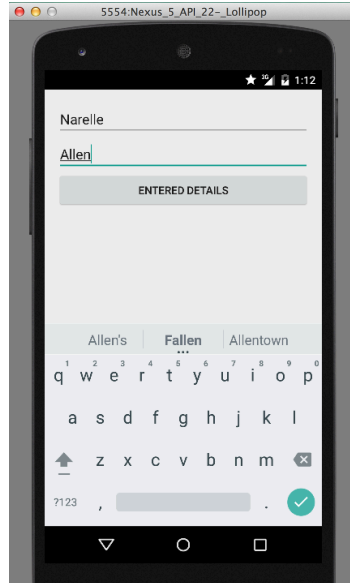 5554:Nexus_5_API_22-_Lollipop
3G 1:12
Narelle
Allen
ENTERED DETAILS
Allen's Fallen Allentown
1 2 3 4 5 6 7 8 9 0
q w e r t y u i o p
a s d f g h j k l
z x c v b n m
?123 , .